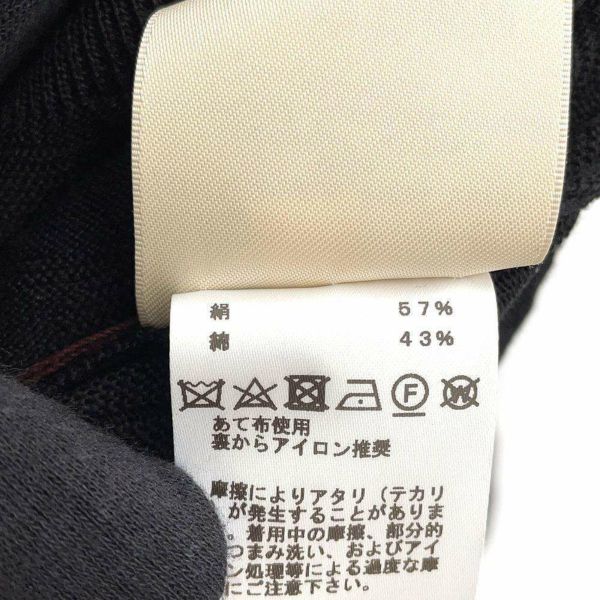 絹 57%
綿 43%
F W
あて布使用
裏からアイロン推奨
摩擦によりアタリ(テカリ
が発生することがありま
。着用中の摩擦、部分的
つまみ洗い、およびアイ
ン処理等による過度な摩
にご注意下さい。